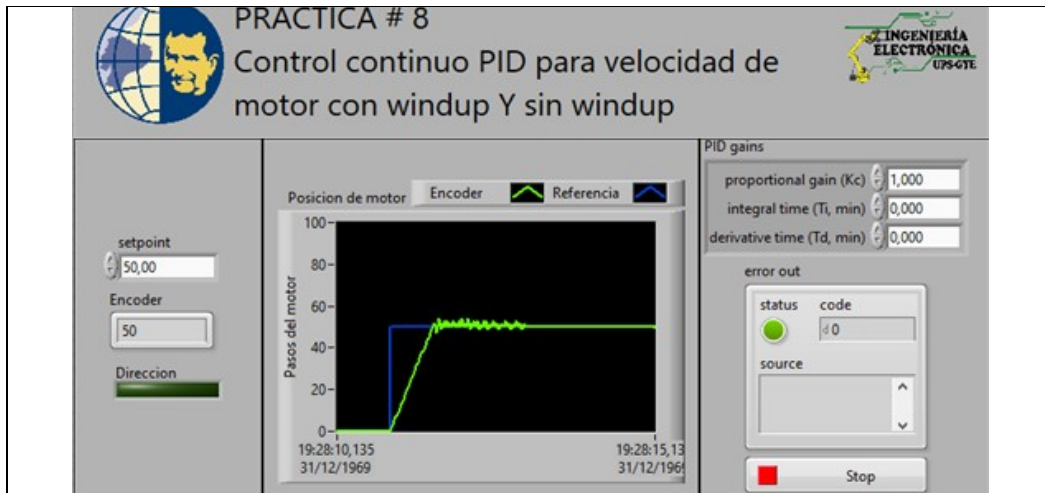 PRACTICA # 8
Control continuo PID para velocidad de
motor con windup Y sin windup
INGENIERÍA
ELECTRÓNICA
UPS-GTE
setpoint
50,00
Encoder
50
Direccion
Posicion de motor
Encoder
Referencia
Pasos del motor
100
80
60
40
20
0
19:28:10,135
31/12/1969
19:28:15,13
31/12/196
PID gains
proportional gain (Kc) 1,000
integral time (Ti, min) 0,000
derivative time (Td, min) 0,000
error out
status code
d 0
source
Stop